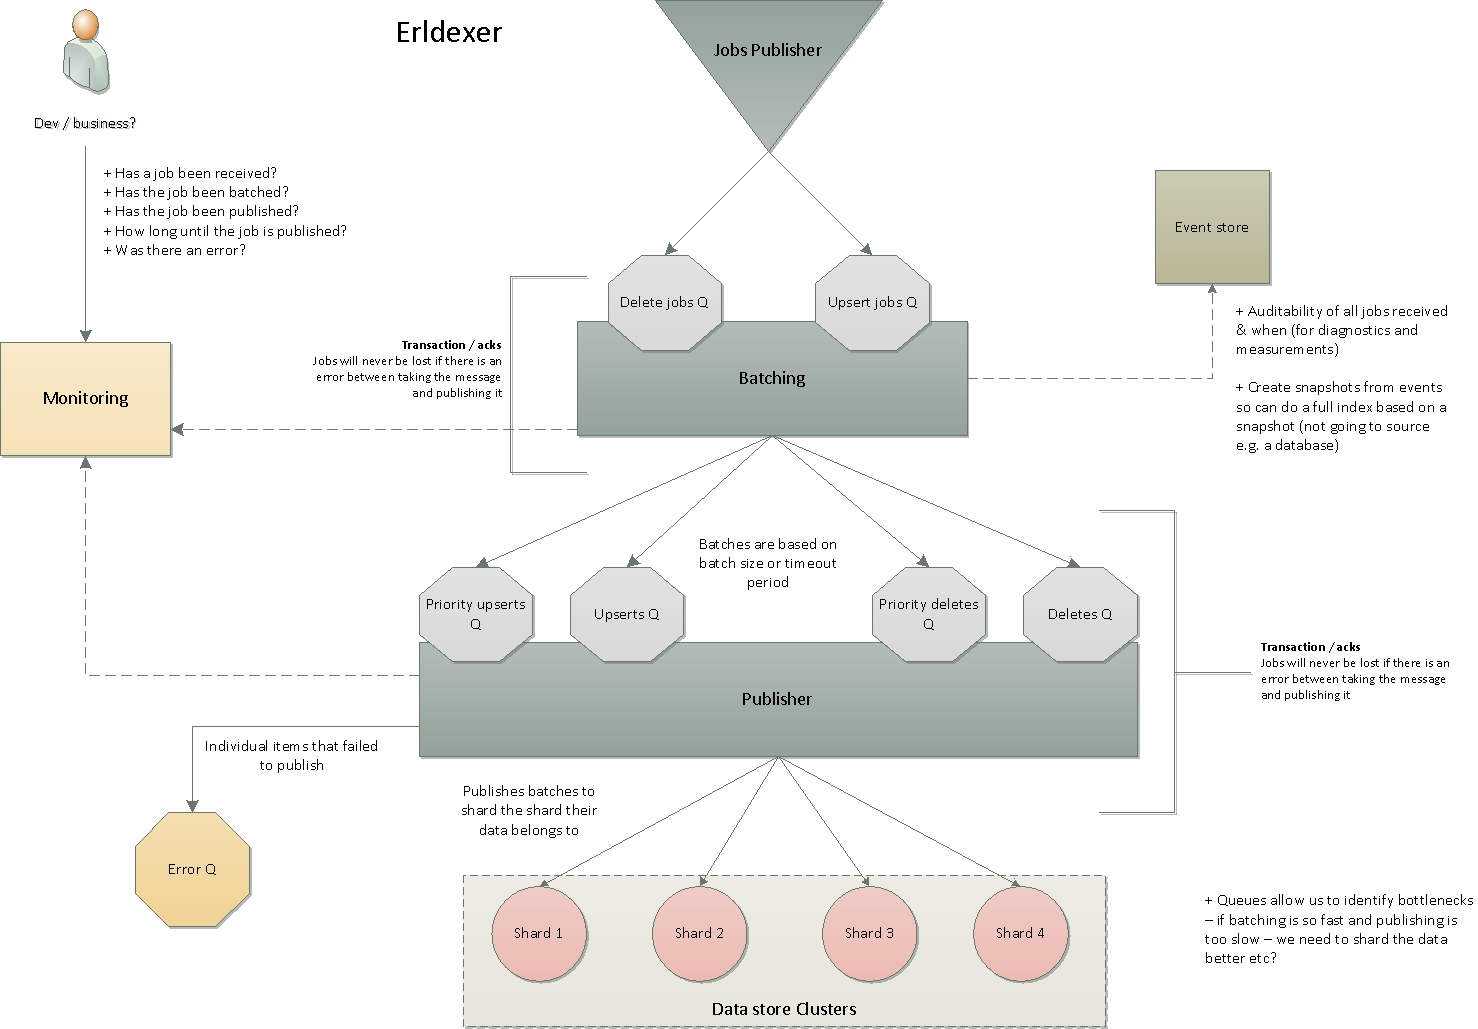 Erldexer
Jobs Publisher
Dev / business?
+ Has a job been received?
+ Has the job been batched?
+ Has the job been published?
+ How long until the job is published?
+ Was there an error?
Event store
Delete jobs Q
Upsert jobs Q
+ Auditability of all jobs received
& when (for diagnostics and
measurements)
+ Create snapshots from events
so can do a full index based on a
snapshot (not going to source
e.g. a database)
Transaction / acks
Jobs will never be lost if there is an
error between taking the message
and publishing it
Batching
Monitoring
Batches are based on
batch size or timeout
period
Priority upserts
Q
Upserts Q
Priority deletes
Q
Deletes Q
Transaction / acks
Jobs will never be lost if there is an
error between taking the message
and publishing it
Publisher
Individual items that failed
to publish
Publishes batches to
shard the shard their
data belongs to
Error Q
Shard 1
Shard 2
Shard 3
Shard 4
Data store Clusters
+ Queues allow us to identify bottlenecks
– if batching is so fast and publishing is
too slow – we need to shard the data
better etc?